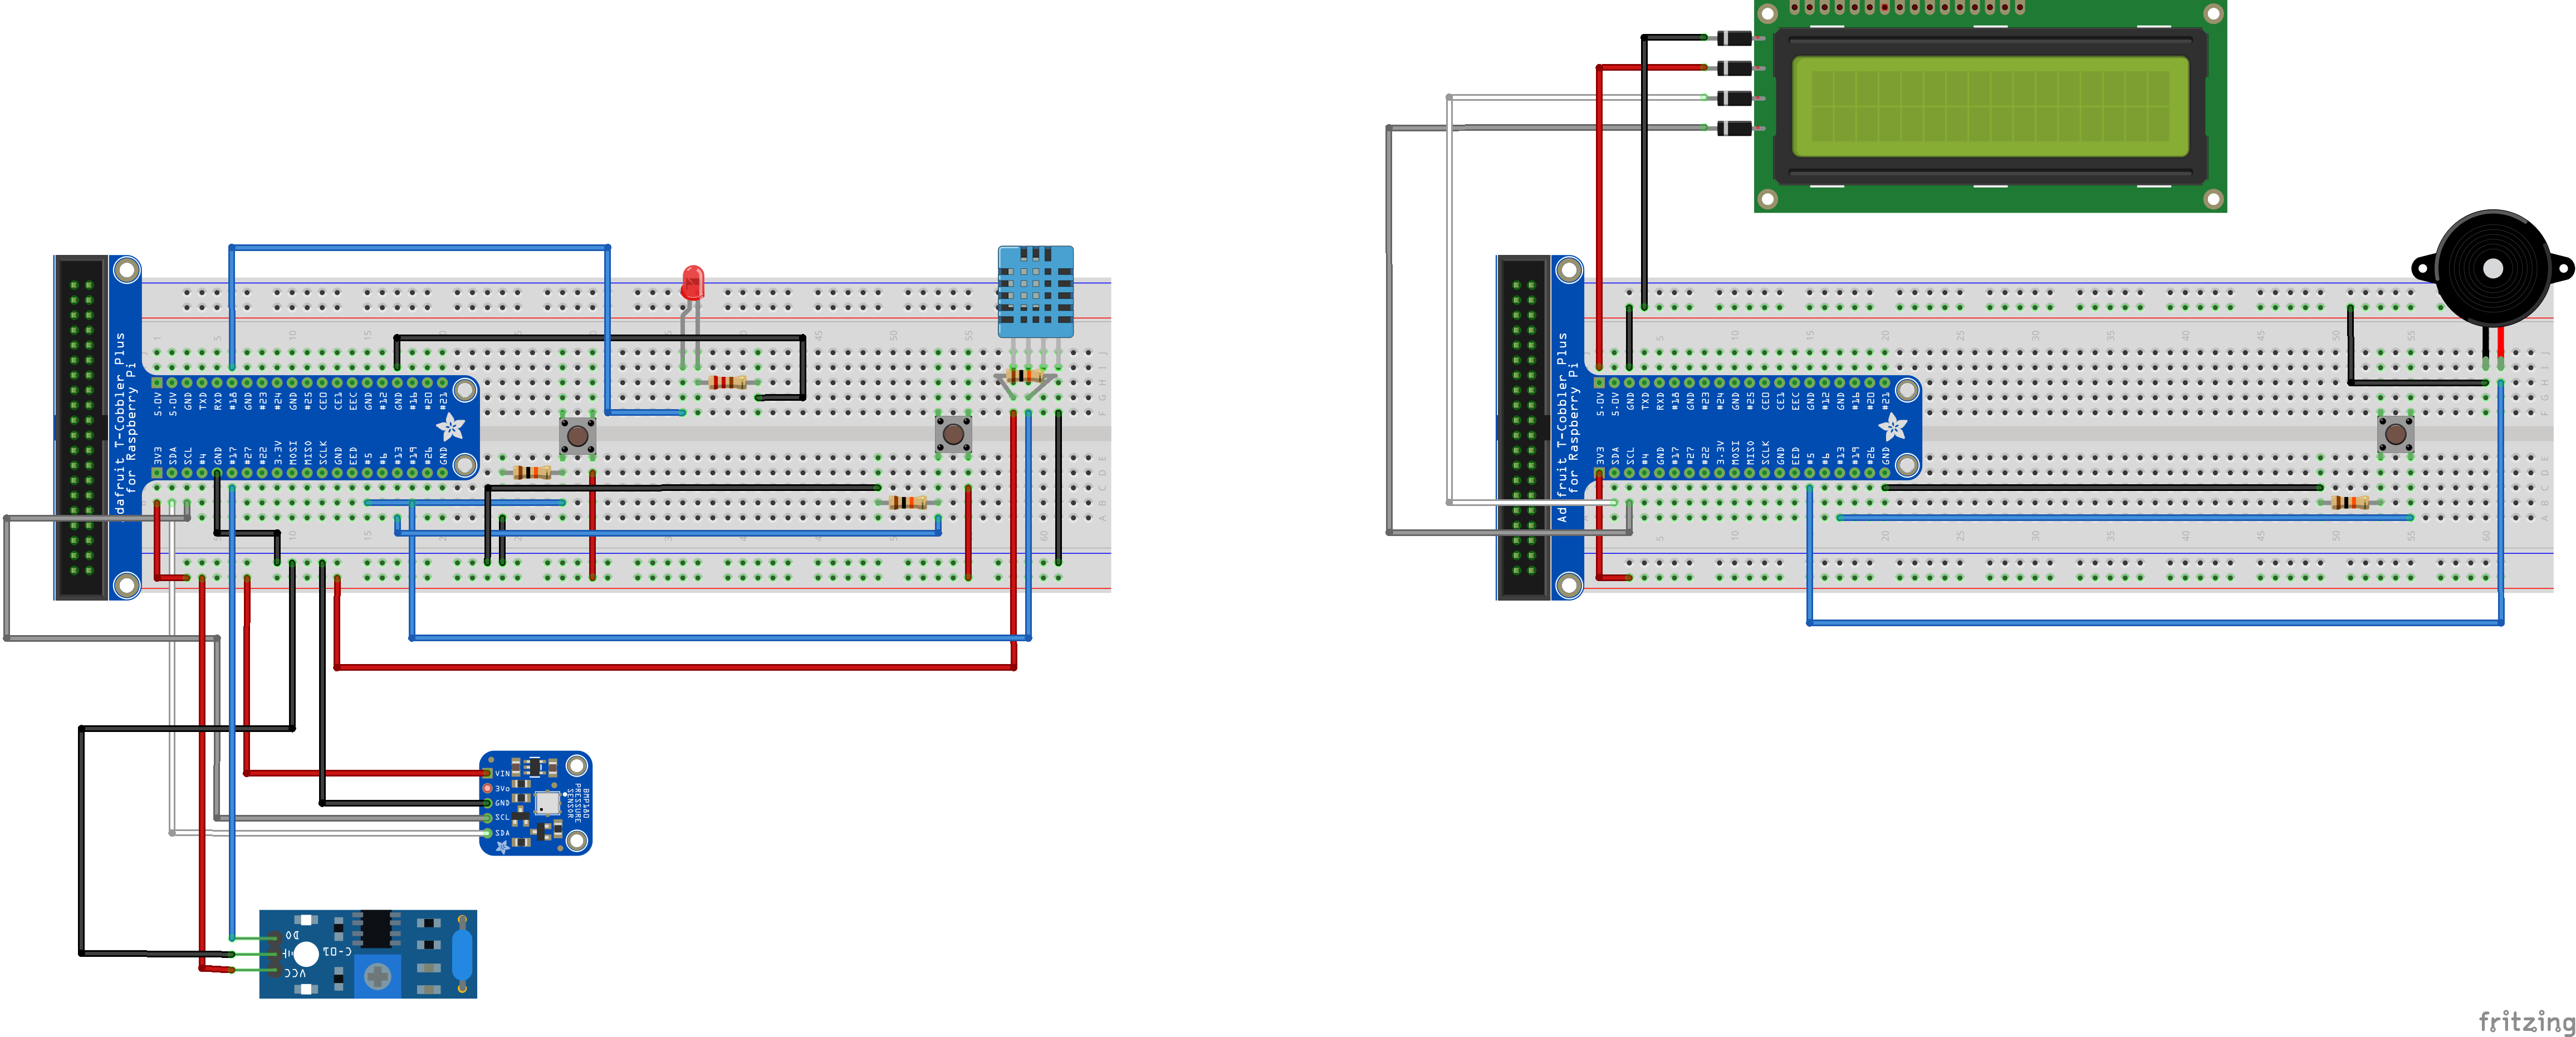 Adafruit T-Cobbler Plus
for Raspberry Pi
5.0V 5.0V GND TXD RXD #18 GND #23 #24 GND #25 CE0 CE1 EEC GND #12 GND #16 #20 #21
3V3 SDA SCL #4 GND #17 #27 #22 3.3V MOSI MISO SCLK GND EED #5 #6 #13 #19 #26 GND
VIN
3Vo
GND
SCL
SDA
BMP180
PRESSURE
SENSOR
DO
VCC
Adafruit T-Cobbler Plus
for Raspberry Pi
5.0V 5.0V GND TXD RXD #18 GND #23 #24 GND #25 CE0 CE1 EEC GND #12 GND #16 #20 #21
3V3 SDA SCL #4 GND #17 #27 #22 3.3V MOSI MISO SCLK GND EED #5 #6 #13 #19 #26 GND
fritzing